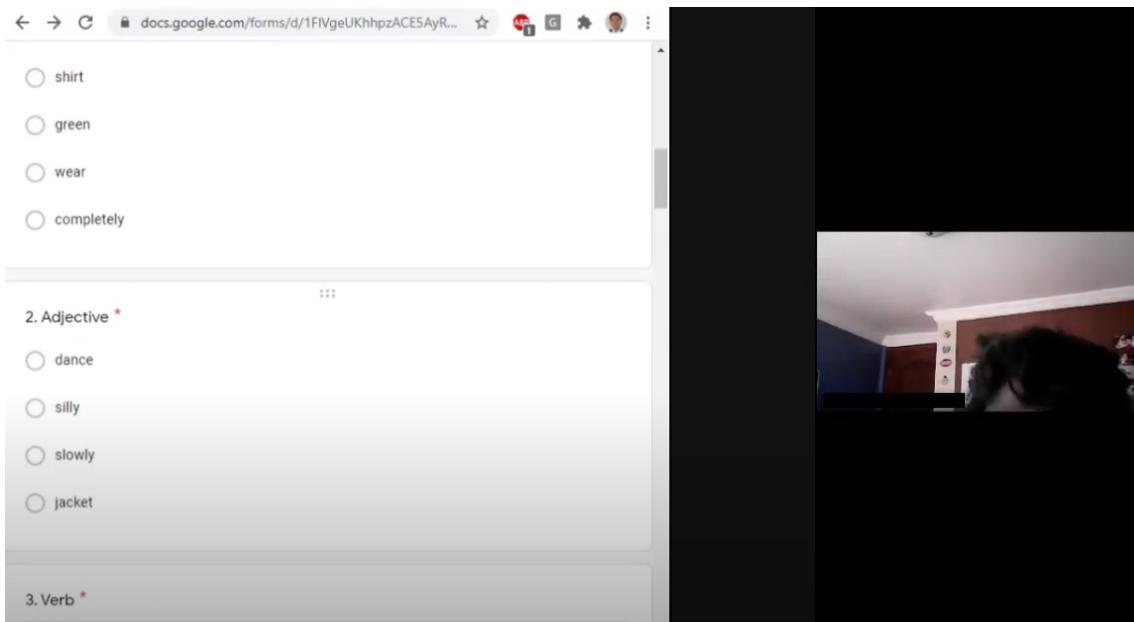 docs.google.com/forms/d/1FIVgeUKhhpzACE5AyR...
shirt
green
wear
completely
2. Adjective *
dance
silly
slowly
jacket
3. Verb *